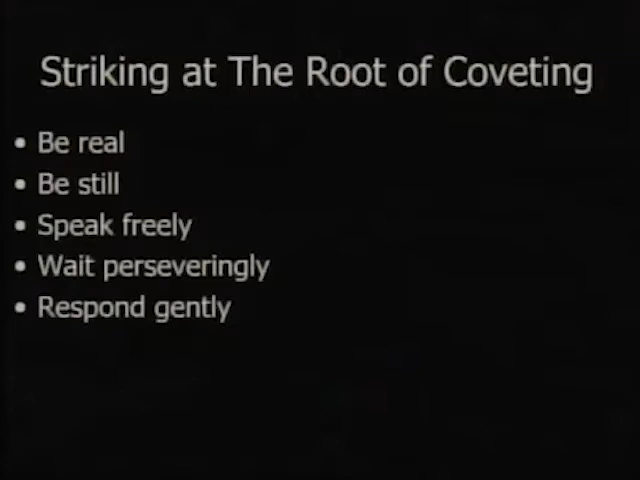 Striking at The Root of Coveting
• Be real
• Be still
• Speak freely
• Wait perseveringly
• Respond gently